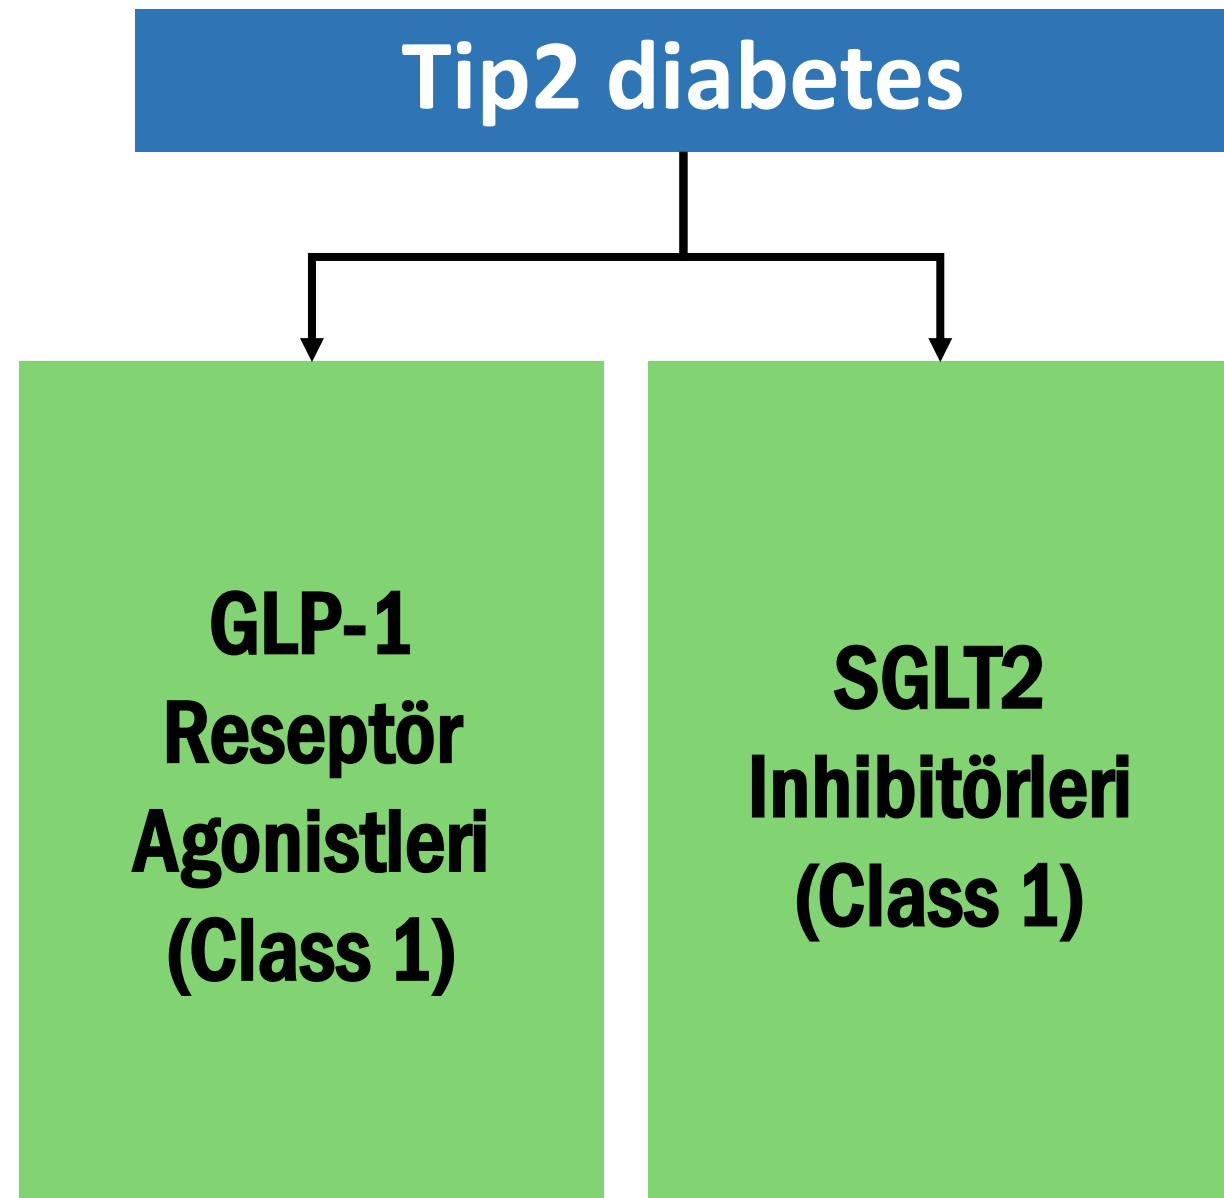 Tip2 diabetes
GLP-1
Reseptör
Agonistleri
(Class 1)
SGLT2
Inhibitörleri
(Class 1)